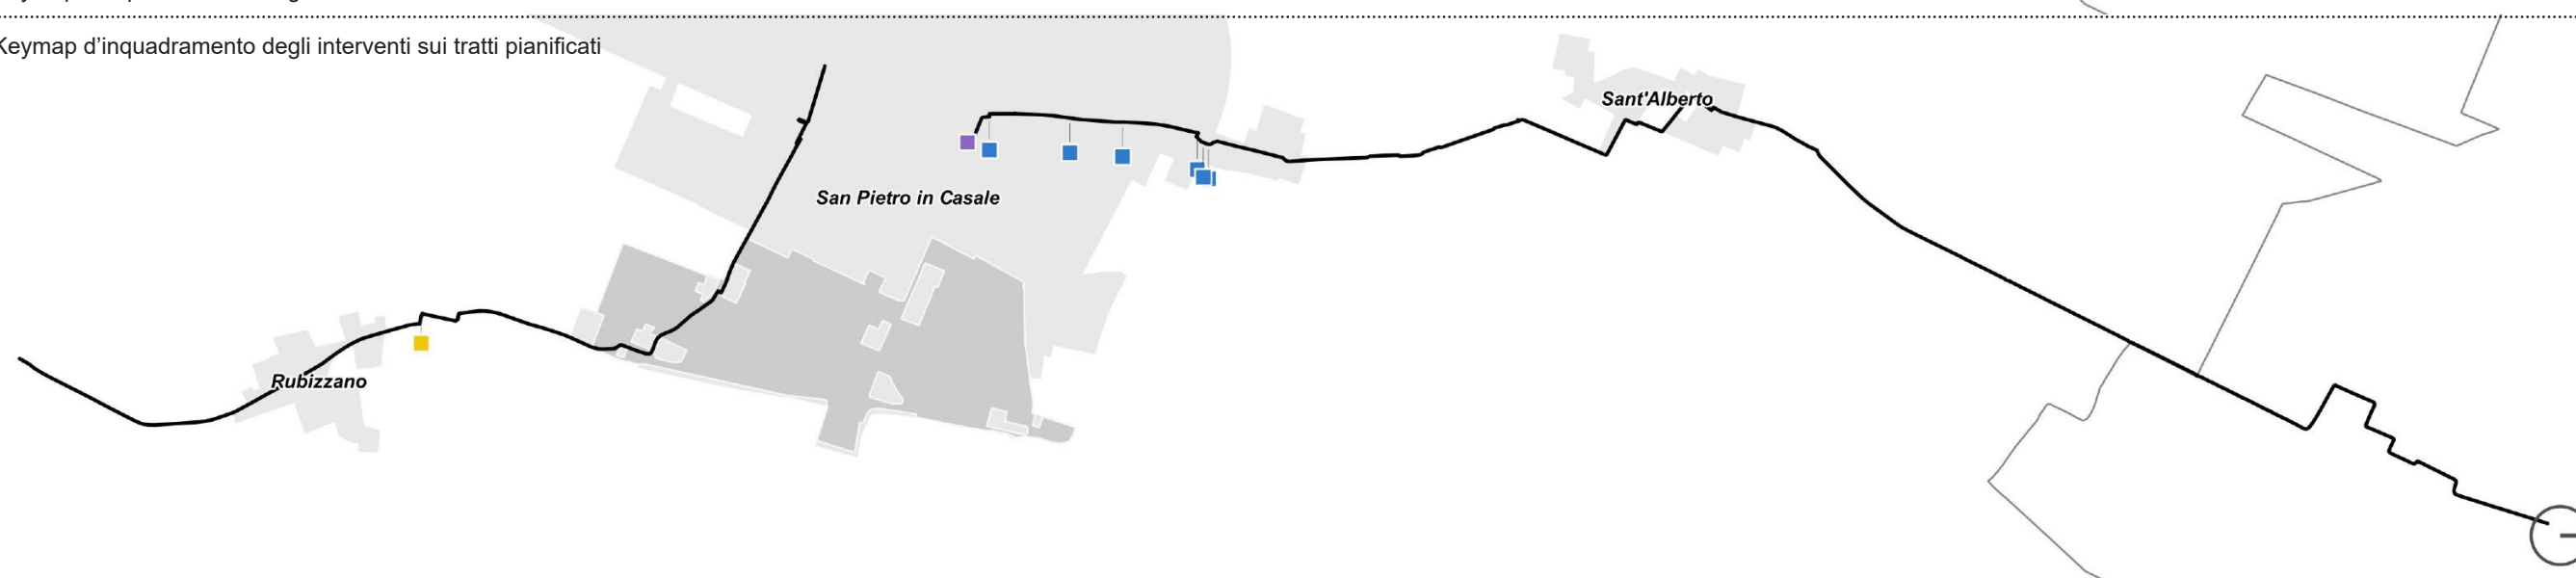 Keymap d'inquadramento degli interventi sui tratti pianificati
Sant'Alberto
San Pietro in Casale
Rubizzano